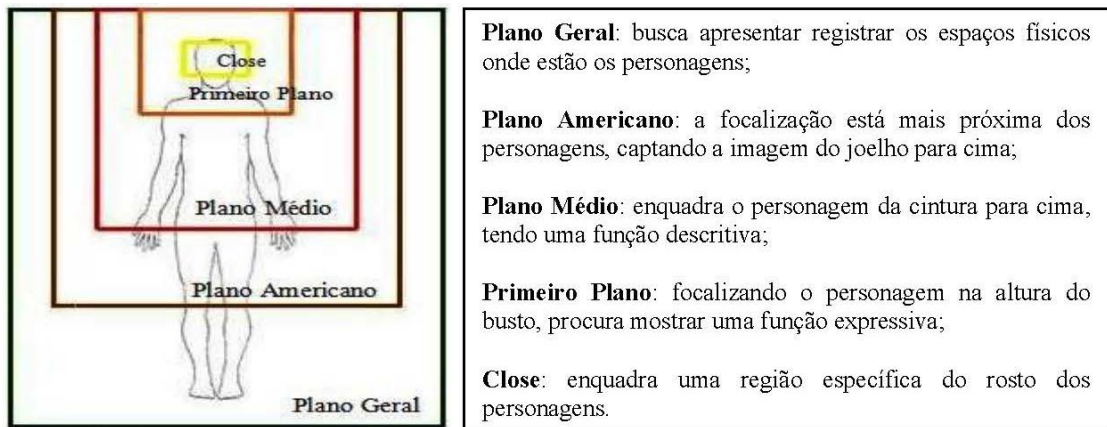 Close
Primeiro Plano
Plano Médio
Plano Americano
Plano Geral
Plano Geral: busca apresentar registrar os espaços físicos
onde estão os personagens;
Plano Americano: a focalização está mais próxima dos
personagens, captando a imagem do joelho para cima;
Plano Médio: enquadra o personagem da cintura para cima,
tendo uma função descritiva;
Primeiro Plano: focalizando o personagem na altura do
busto, procura mostrar uma função expressiva;
Close: enquadra uma região específica do rosto dos
personagens.